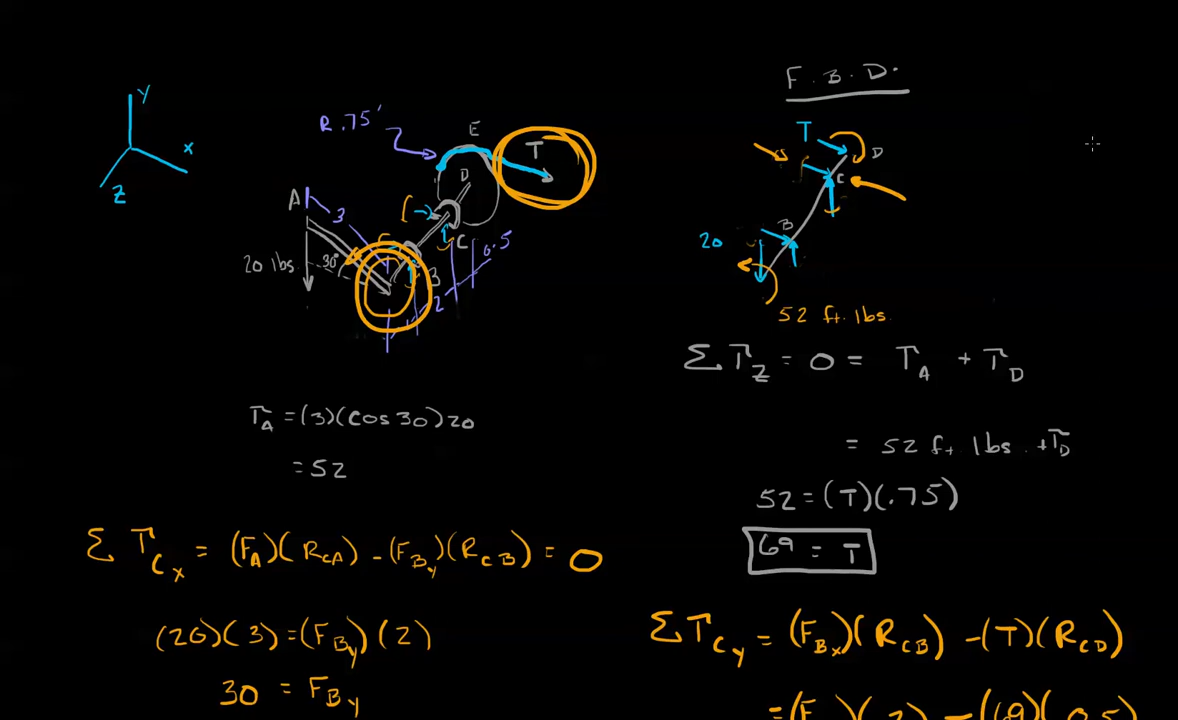 F.B.D.
Y
X
Z
R .75'
E
T
D
A
3
C
0.5
20 lbs
30°
B
2
T
D
C
B
20
52 ft. lbs.
ΣT_Z = 0 = T_A + T_D
T_A = (3)(cos 30) 20
= 52
= 52 ft lbs. + T_D
52 = (T)(.75)
69 = T
ΣT_Cx = (F_A)(R_CA) - (F_By)(R_CB) = 0
(20)(3) = (F_By)(2)
30 = F_By
ΣT_Cy = (F_Bx)(R_CB) - (T)(R_CD)